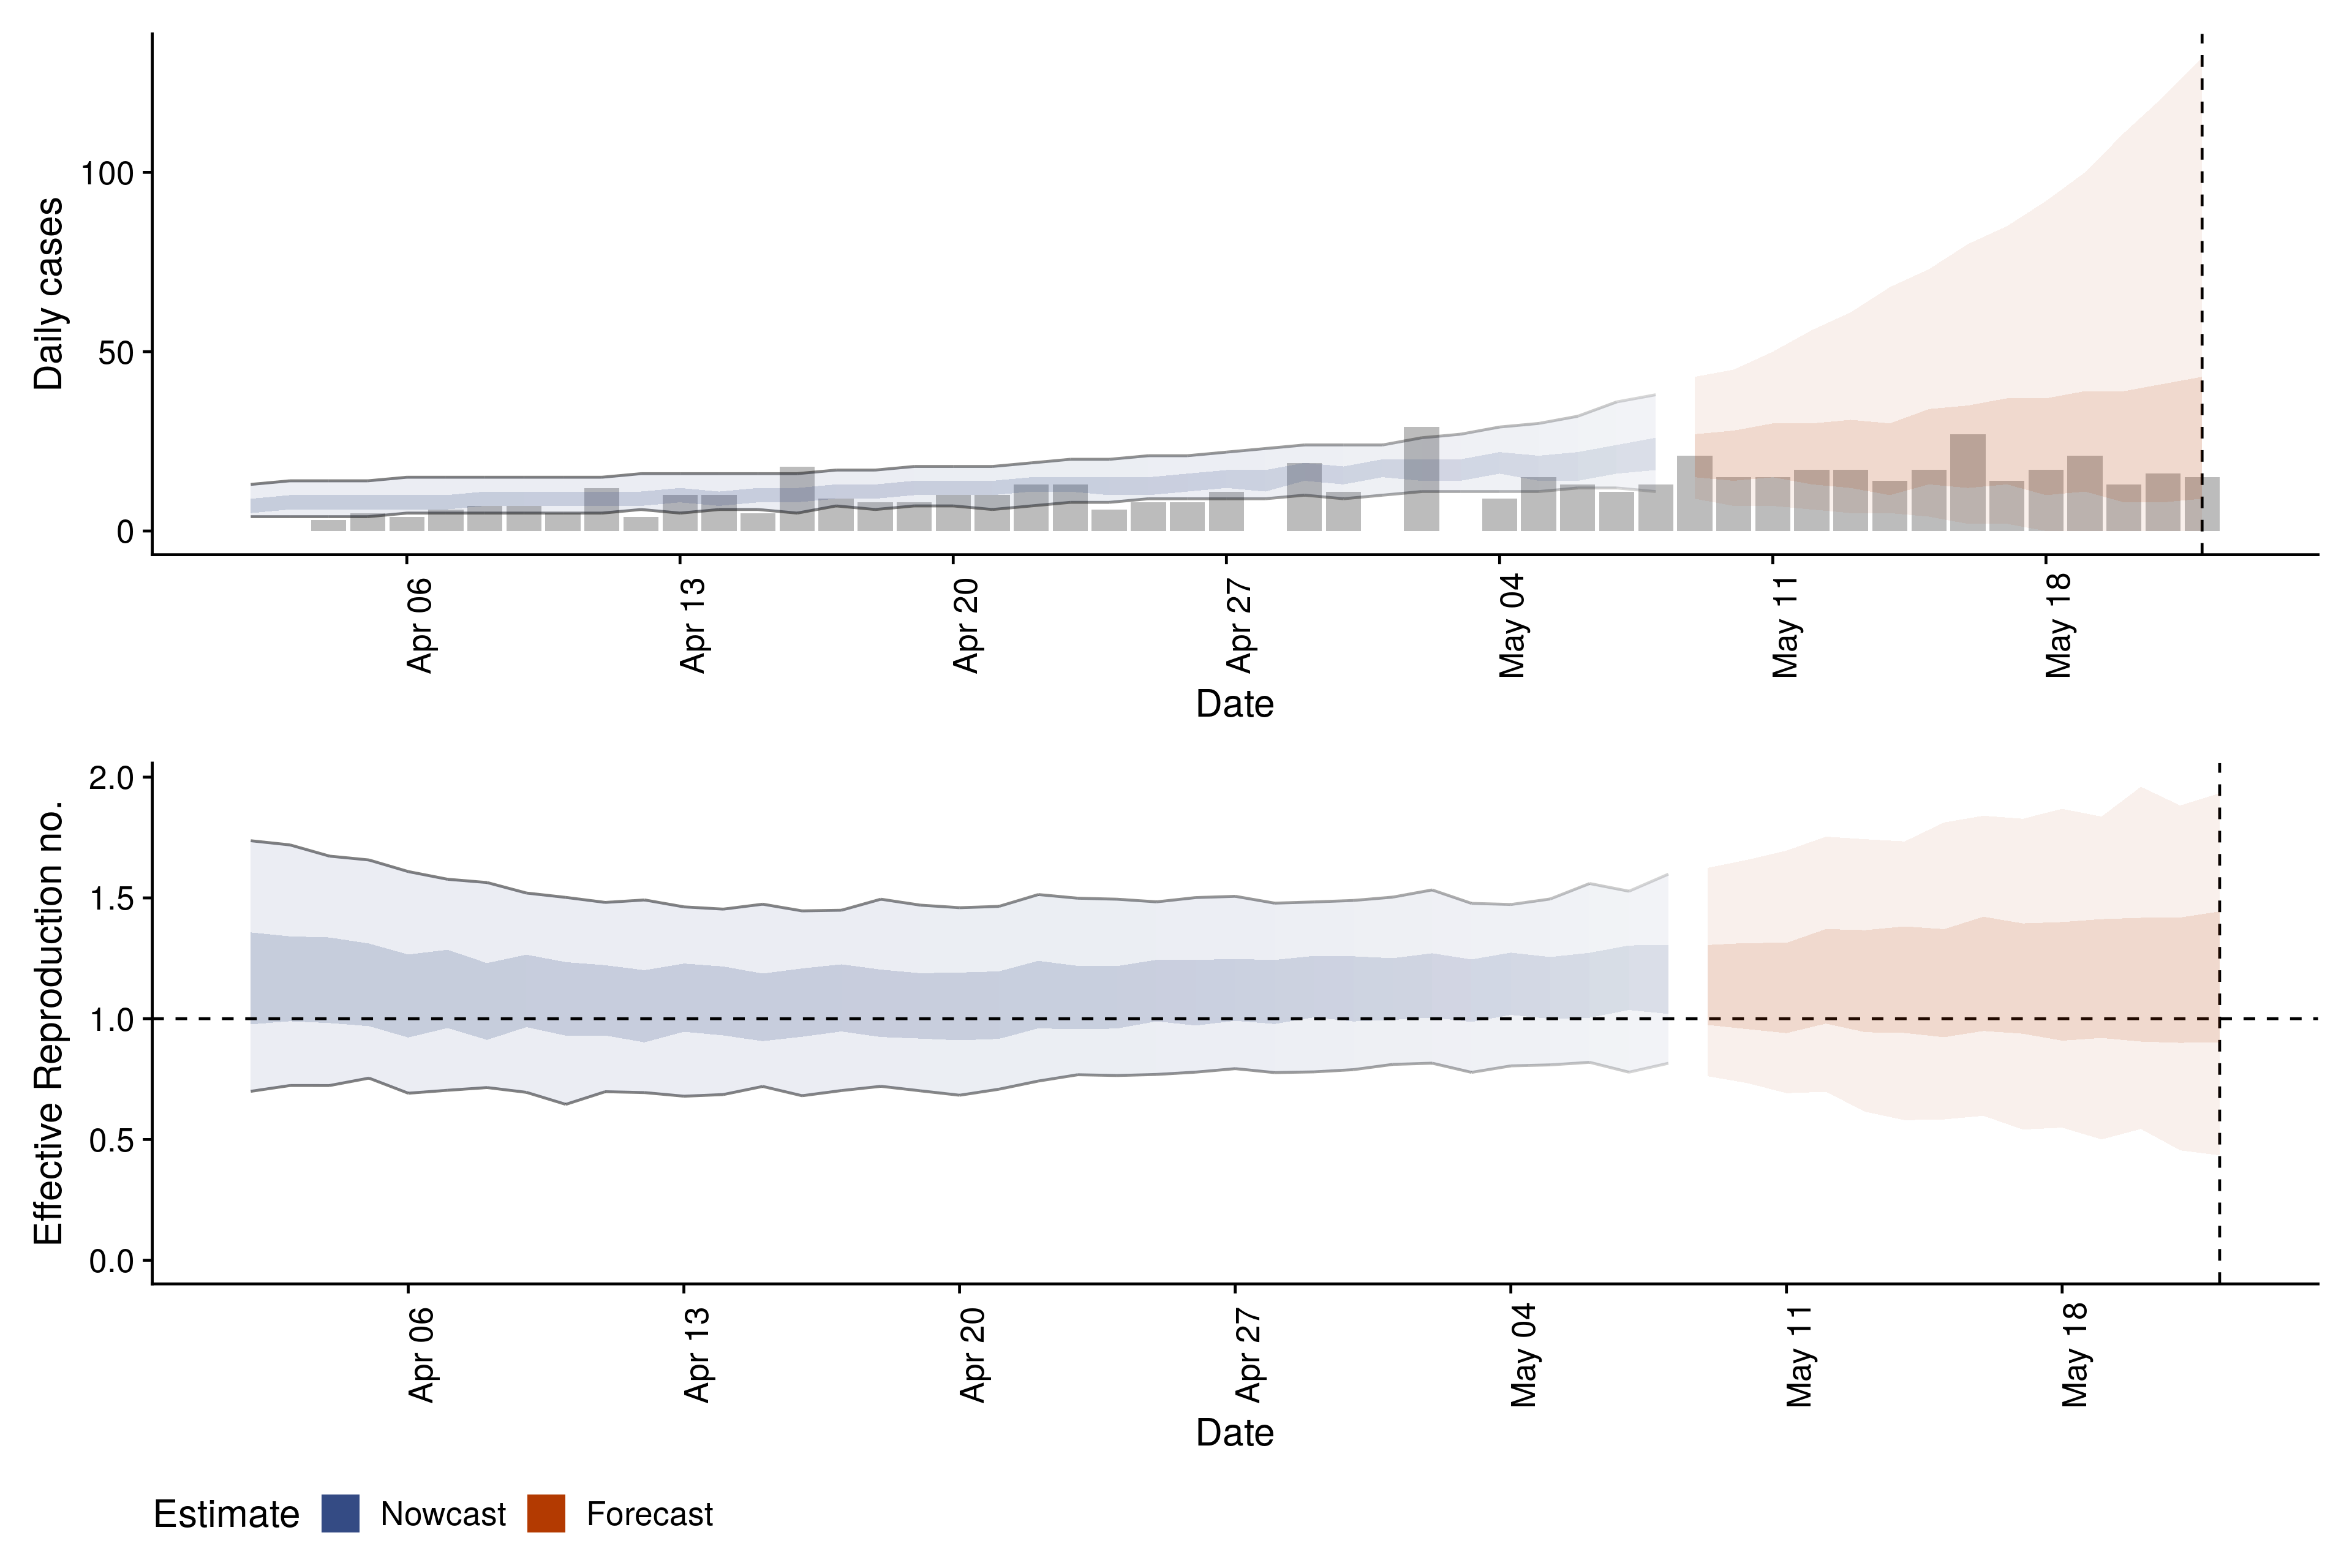 Daily cases
100
50
0
Apr 06
Apr 13
Apr 20
Apr 27
May 04
May 11
May 18
Date
Effective Reproduction no.
2.0
1.5
1.0
0.5
0.0
Apr 06
Apr 13
Apr 20
Apr 27
May 04
May 11
May 18
Date
Estimate Nowcast Forecast